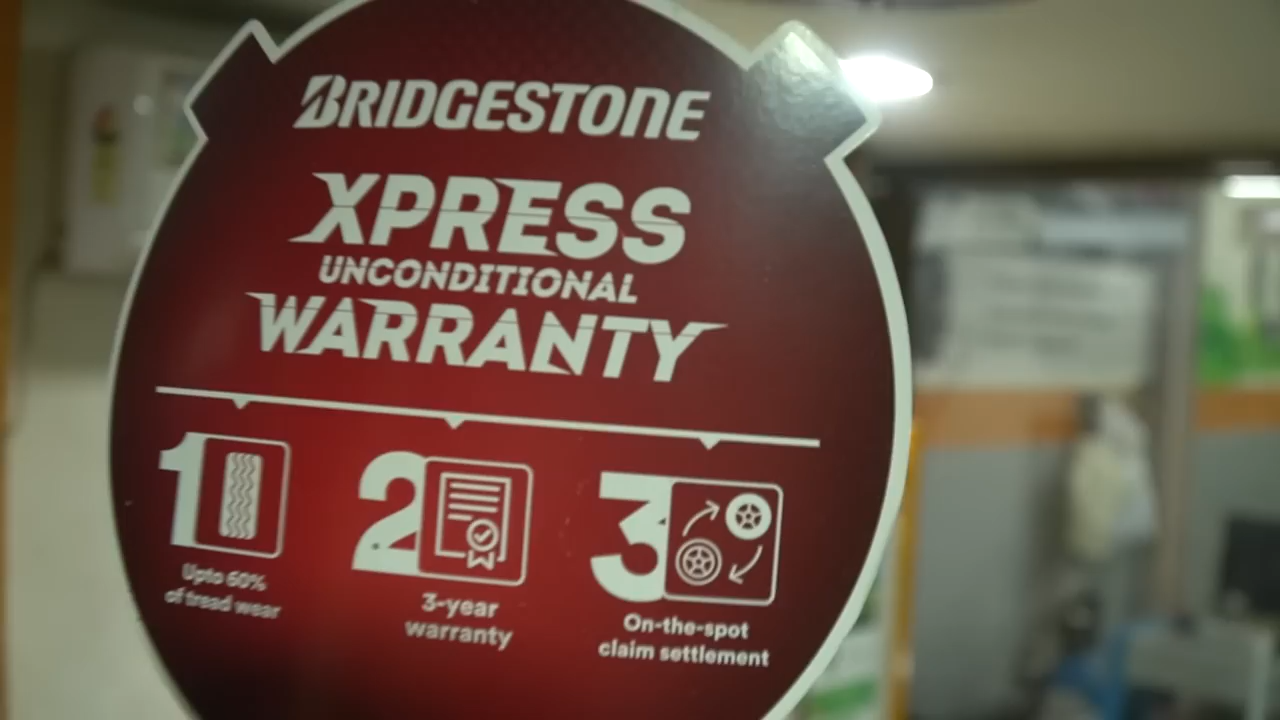 BRIDGESTONE
XPRESS
UNCONDITIONAL
WARRANTY
1
Upto 60%
of tread wear
2
3-year
warranty
3
On-the-spot
claim settlement